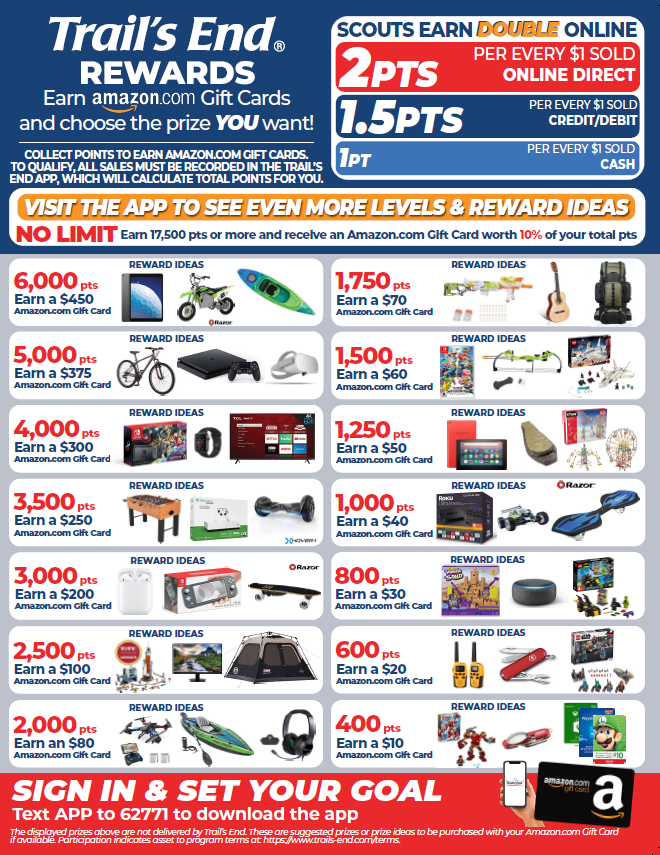 Trail's End®
REWARDS
Earn amazon.com Gift Cards
and choose the prize YOU want!
COLLECT POINTS TO EARN AMAZON.COM GIFT CARDS.
TO QUALIFY, ALL SALES MUST BE RECORDED IN THE TRAIL'S
END APP, WHICH WILL CALCULATE TOTAL POINTS FOR YOU.
SCOUTS EARN DOUBLE ONLINE
2PTS
PER EVERY $1 SOLD
ONLINE DIRECT
1.5PTS
PER EVERY $1 SOLD
CREDIT/DEBIT
1PT
PER EVERY $1 SOLD
CASH
VISIT THE APP TO SEE EVEN MORE LEVELS & REWARD IDEAS
NO LIMIT Earn 17,500 pts or more and receive an Amazon.com Gift Card worth 10% of your total pts
6,000 pts
Earn a $450
Amazon.com Gift Card
REWARD IDEAS
Razor
5,000 pts
Earn a $375
Amazon.com Gift Card
REWARD IDEAS
4,000 pts
Earn a $300
Amazon.com Gift Card
REWARD IDEAS
TCL
3,500 pts
Earn a $250
Amazon.com Gift Card
REWARD IDEAS
HOVER-1
3,000 pts
Earn a $200
Amazon.com Gift Card
REWARD IDEAS
Razor
2,500 pts
Earn a $100
Amazon.com Gift Card
REWARD IDEAS
2,000 pts
Earn an $80
Amazon.com Gift Card
REWARD IDEAS
1,750 pts
Earn a $70
Amazon.com Gift Card
REWARD IDEAS
1,500 pts
Earn a $60
Amazon.com Gift Card
REWARD IDEAS
1,250 pts
Earn a $50
Amazon.com Gift Card
REWARD IDEAS
1,000 pts
Earn a $40
Amazon.com Gift Card
REWARD IDEAS
Roku
Razor
800 pts
Earn a $30
Amazon.com Gift Card
REWARD IDEAS
600 pts
Earn a $20
Amazon.com Gift Card
REWARD IDEAS
400 pts
Earn a $10
Amazon.com Gift Card
REWARD IDEAS
$10
SIGN IN & SET YOUR GOAL
Text APP to 62771 to download the app
amazon.com
gift card
a
The displayed prizes above are not delivered by Trail's End. These are suggested prizes or prize ideas to be purchased with your Amazon.com Gift Card
if available. Participation indicates asset to program terms at: https://www.trails-end.com/terms.